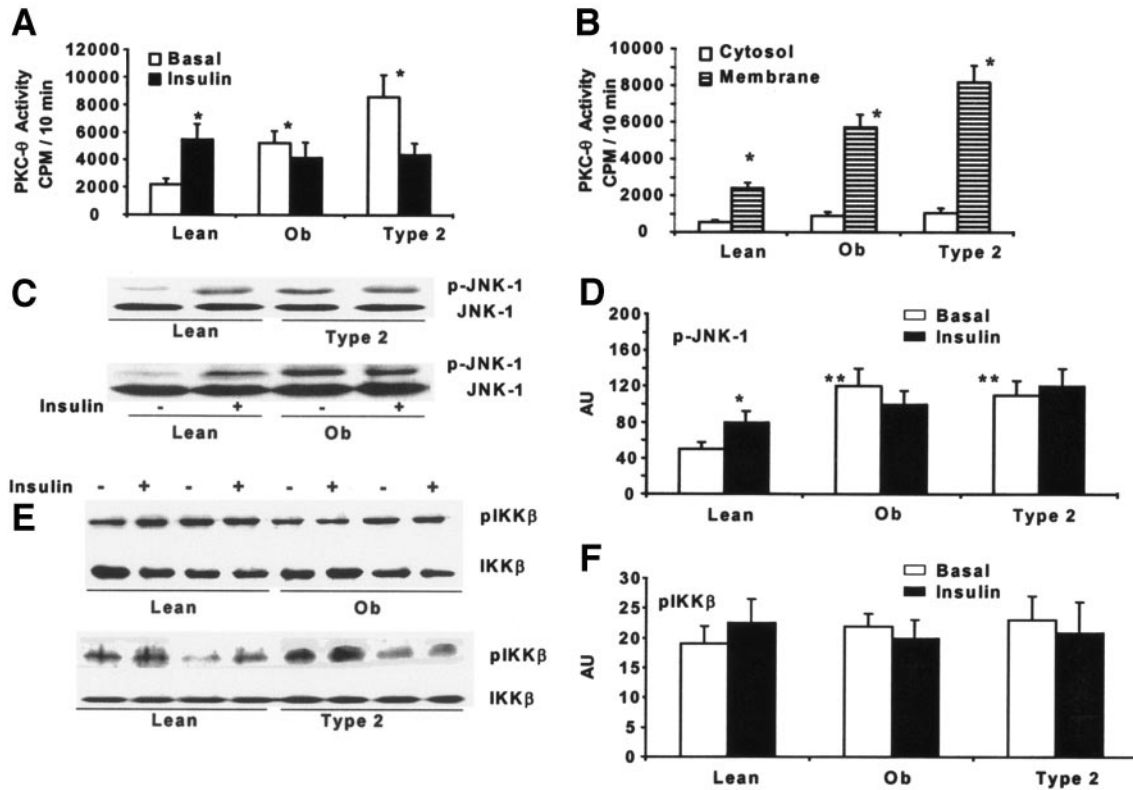 A
PKC-θ Activity
CPM / 10 min
12000
10000
8000
6000
4000
2000
0
Basal
Insulin
*
*
*
Lean
Ob
Type 2
B
PKC-θ Activity
CPM / 10 min
10000
8000
6000
4000
2000
0
Cytosol
Membrane
*
*
*
Lean
Ob
Type 2
C
p-JNK-1
JNK-1
Lean
Type 2
p-JNK-1
JNK-1
Insulin - + - +
Lean
Ob
D
p-JNK-1
AU
200
160
120
80
40
0
Basal
Insulin
*
**
**
Lean
Ob
Type 2
Insulin - + - + - + - +
E
pIKKβ
IKKβ
Lean
Ob
pIKKβ
IKKβ
Lean
Type 2
F
pIKKβ
AU
30
25
20
15
10
5
0
Basal
Insulin
Lean
Ob
Type 2